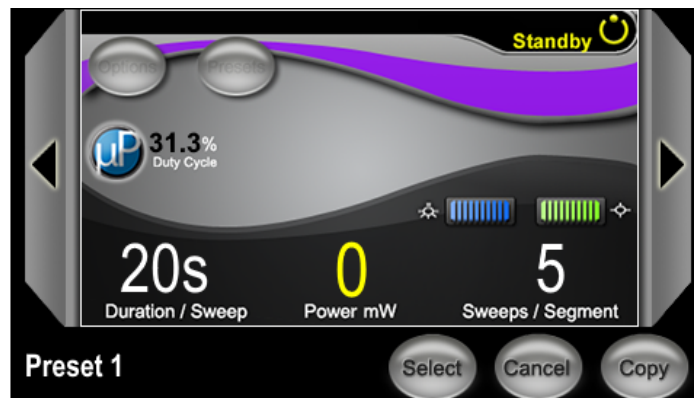 Standby
Options Presets
µP 31.3%
Duty Cycle
20s 0 5
Duration / Sweep Power mW Sweeps / Segment
Preset 1 Select Cancel Copy